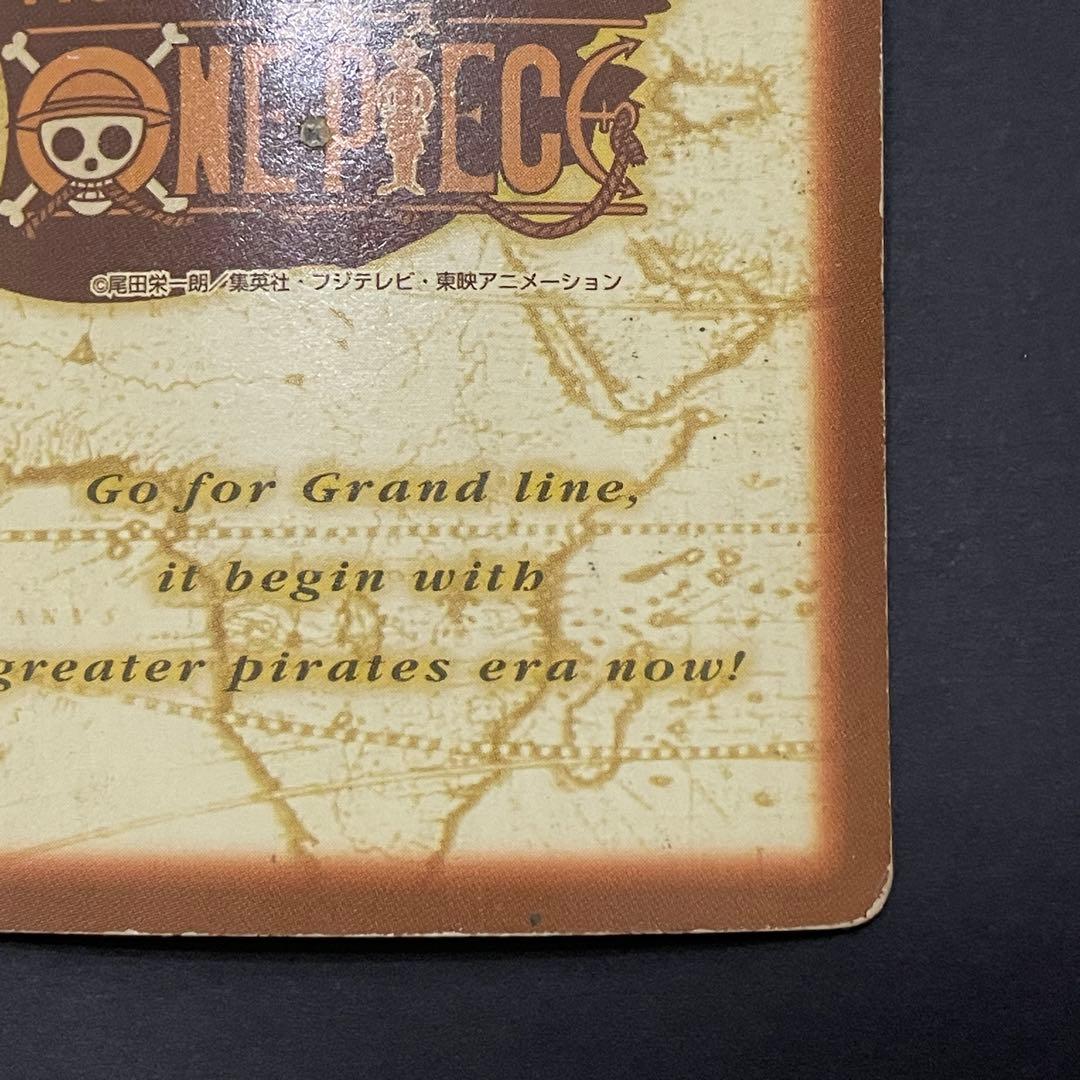 ONE PIECE
©尾田栄一朗/集英社・フジテレビ・東映アニメーション
Go for Grand line,
it begin with
greater pirates era now!